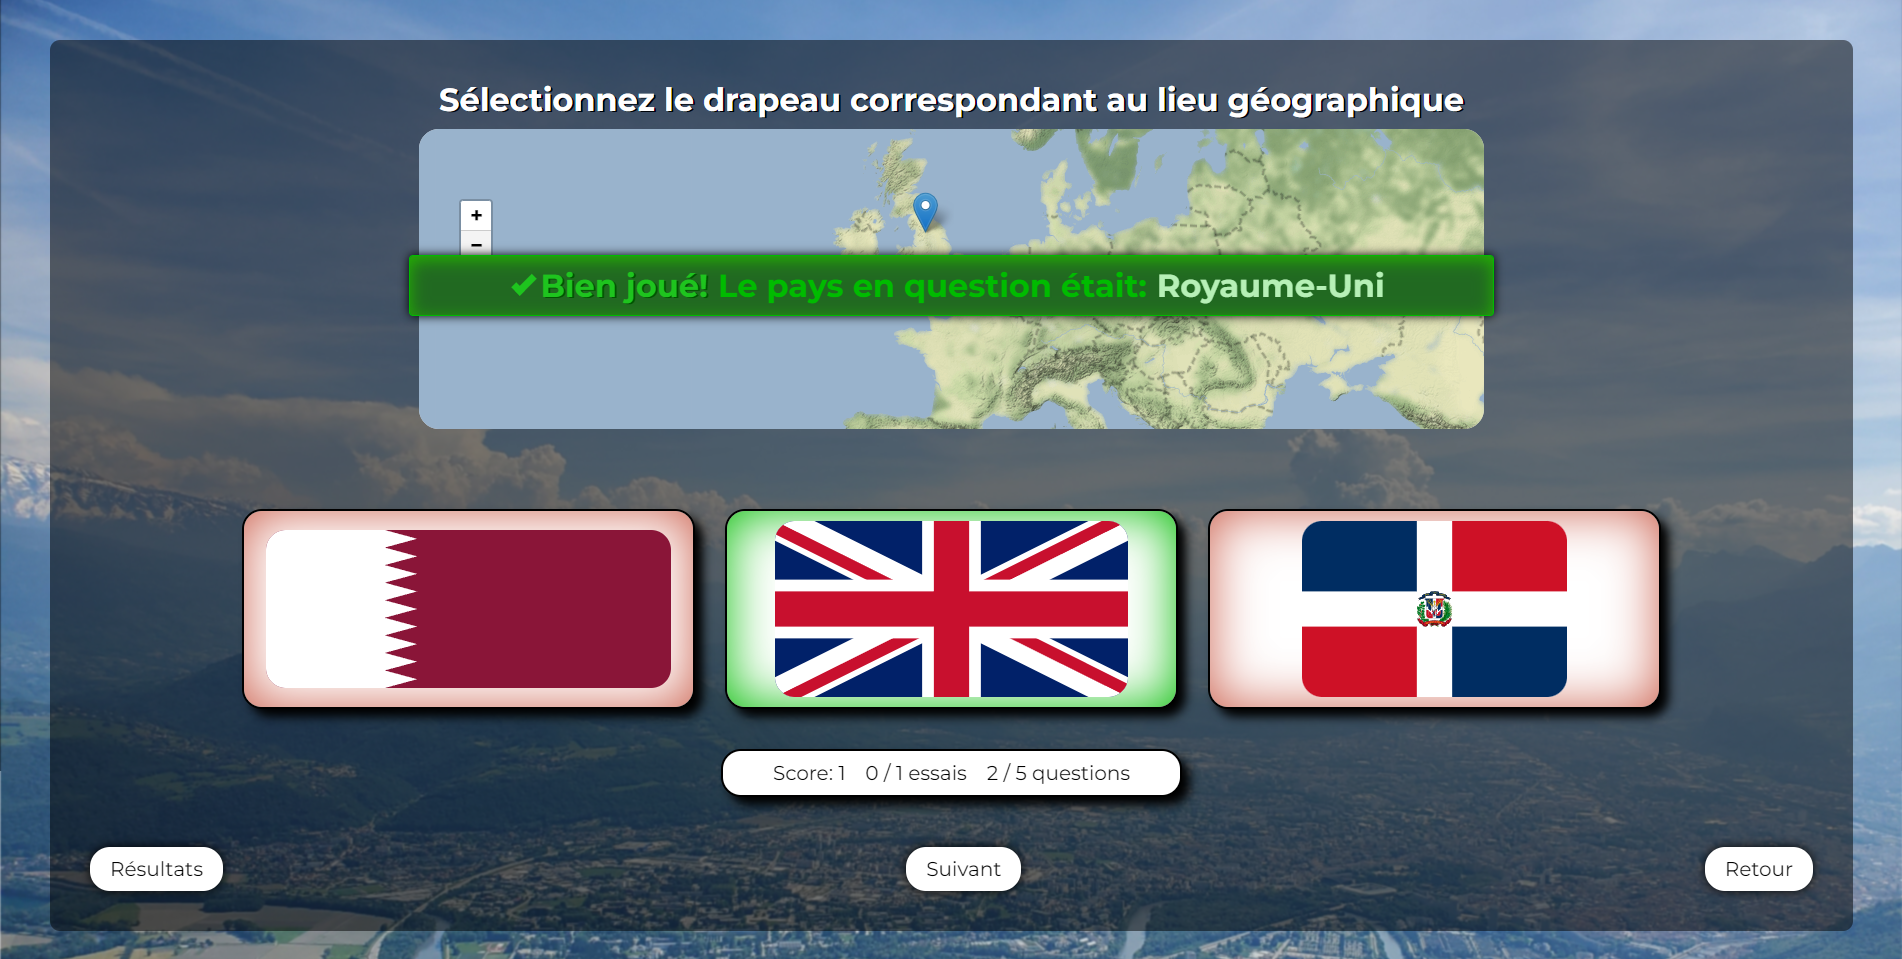 Sélectionnez le drapeau correspondant au lieu géographique
+
−
Bien joué! Le pays en question était: Royaume-Uni
Score: 1 0 / 1 essais 2 / 5 questions
Résultats
Suivant
Retour